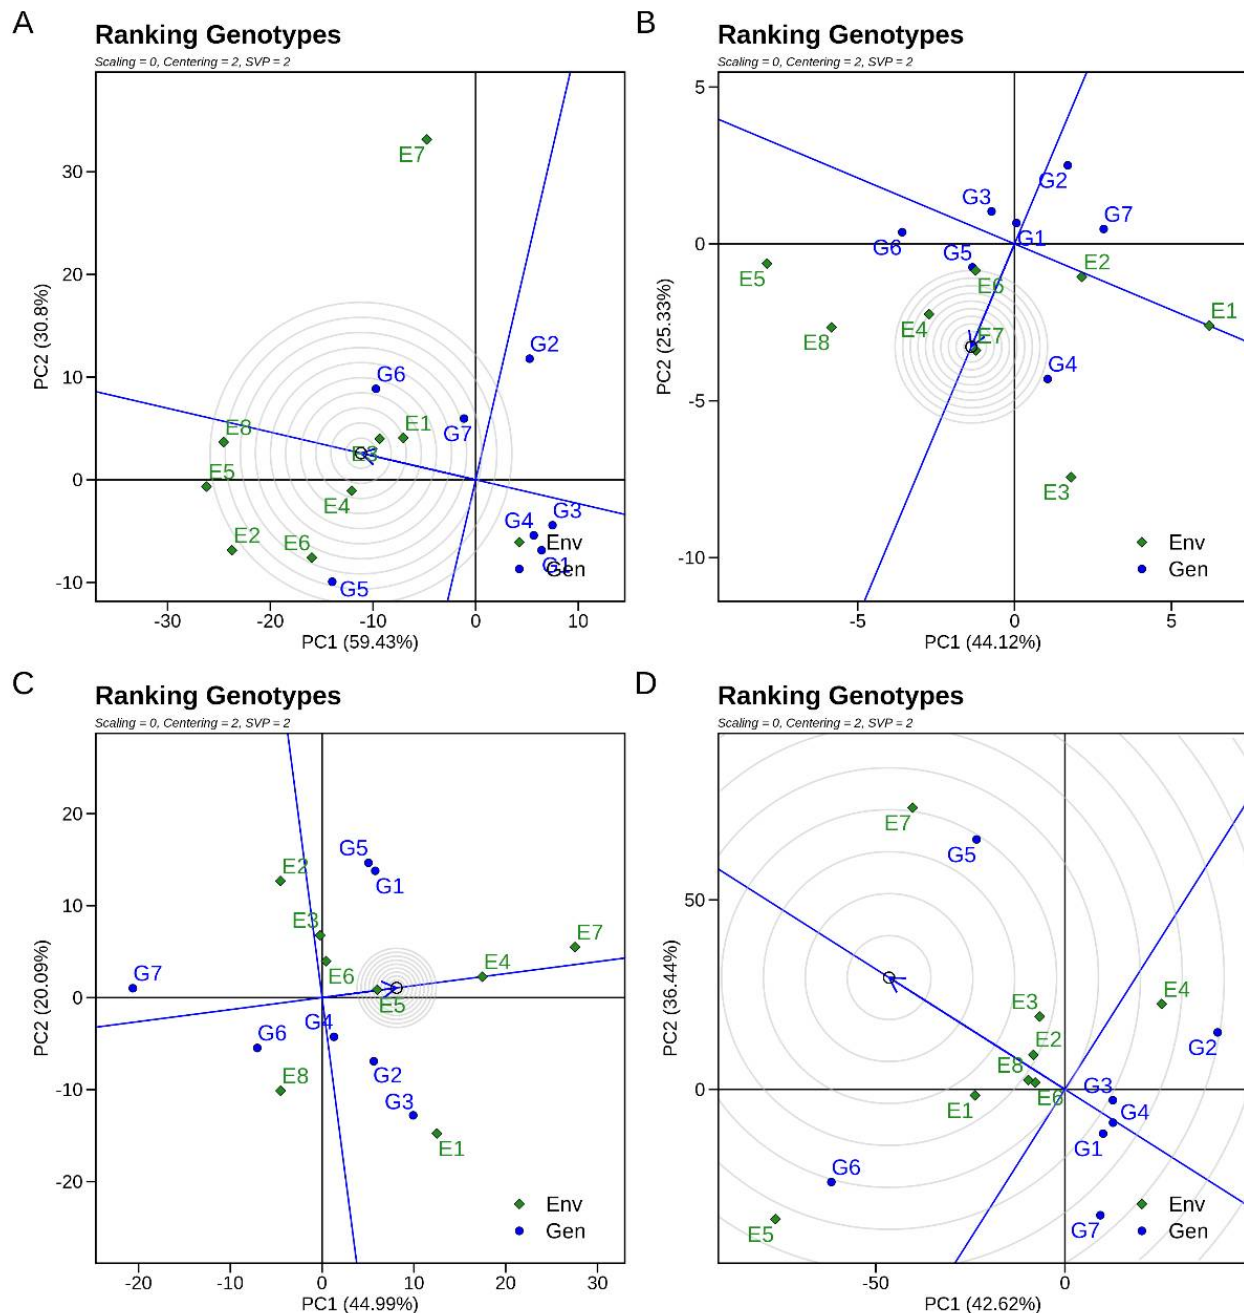 A
Ranking Genotypes
Scaling = 0, Centering = 2, SVP = 2
PC2 (30.8%)
30
20
10
0
-10
E7
G2
G6
E1
G7
E8
E3
E5
E4
G3
G4
E2
E6
G1
G5
Env
Gen
-30
-20
-10
0
10
PC1 (59.43%)
B
Ranking Genotypes
Scaling = 0, Centering = 2, SVP = 2
PC2 (25.33%)
5
0
-5
-10
G2
G3
G7
G1
G6
G5
E2
E5
E6
E1
E4
E7
E8
G4
E3
Env
Gen
-5
0
5
PC1 (44.12%)
C
Ranking Genotypes
Scaling = 0, Centering = 2, SVP = 2
PC2 (20.09%)
20
10
0
-10
-20
G5
E2
G1
E3
E7
E4
G7
E6
E5
G4
G6
G2
E8
G3
E1
Env
Gen
-20
-10
0
10
20
30
PC1 (44.99%)
D
Ranking Genotypes
Scaling = 0, Centering = 2, SVP = 2
PC2 (36.44%)
50
0
E7
G5
E3
E4
E2
G2
E8
G3
E6
E1
G4
G1
G6
G7
E5
Env
Gen
-50
0
PC1 (42.62%)